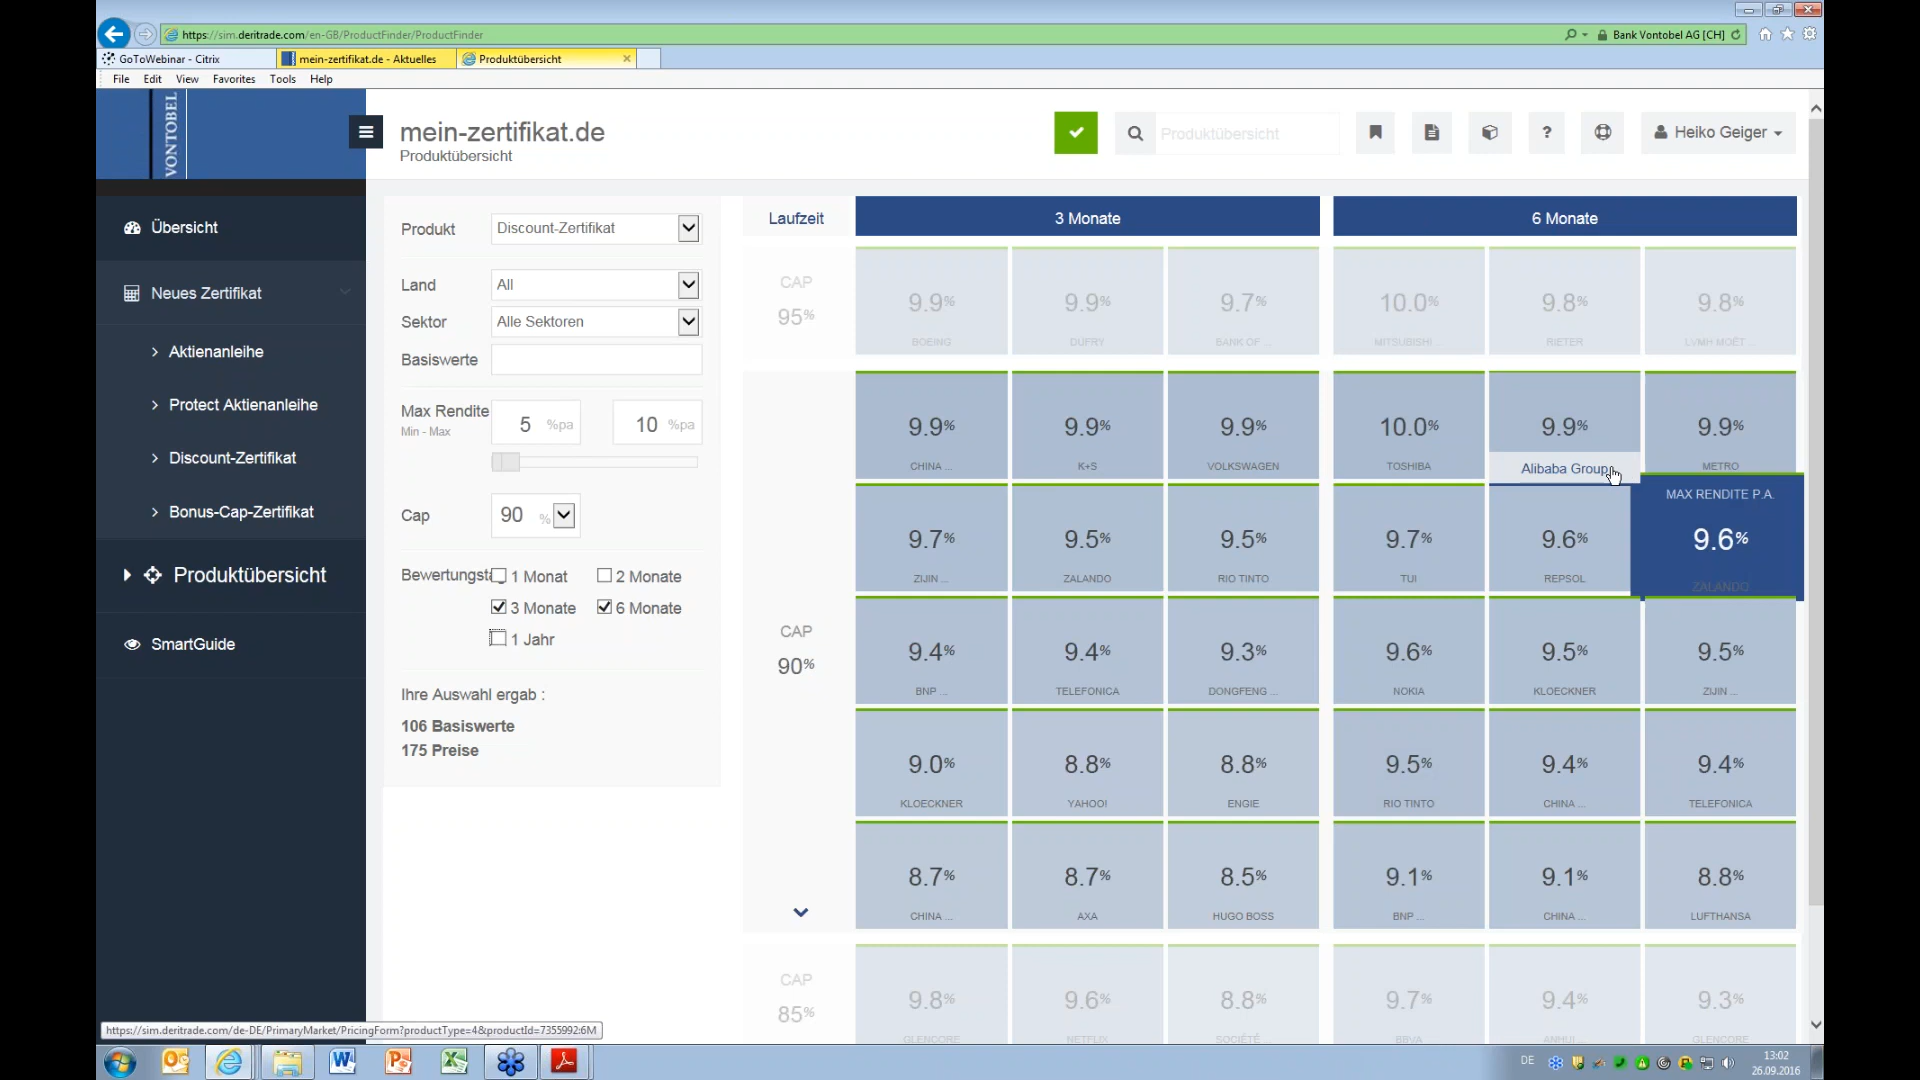 https://sim.deritrade.com/en-GB/ProductFinder/ProductFinder
Bank Vontobel AG [CH]
GoToWebinar - Citrix
mein-zertifikat.de - Aktuelles
Produktübersicht
File Edit View Favorites Tools Help
VONTOBEL
mein-zertifikat.de
Produktübersicht
Produktübersicht
?
Heiko Geiger
Übersicht
Neues Zertifikat
Aktienanleihe
Protect Aktienanleihe
Discount-Zertifikat
Bonus-Cap-Zertifikat
Produktübersicht
SmartGuide
Produkt Discount-Zertifikat
Land All
Sektor Alle Sektoren
Basiswerte
Max Rendite 5 %pa 10 %pa
Min - Max
Cap 90 %
Bewertungsta 1 Monat 2 Monate
3 Monate 6 Monate
1 Jahr
Ihre Auswahl ergab :
106 Basiswerte
175 Preise
Laufzeit 3 Monate 6 Monate
CAP
95%
9.9% 9.9% 9.7% 10.0% 9.8% 9.8%
BOEING DUFRY BANK OF ... MITSUBISHI ... RIETER LVMH MOËT ...
9.9% 9.9% 9.9% 10.0% 9.9% 9.9%
CHINA ... K+S VOLKSWAGEN TOSHIBA Alibaba Group METRO
MAX RENDITE P.A.
9.7% 9.5% 9.5% 9.7% 9.6% 9.6%
ZIJIN ... ZALANDO RIO TINTO TUI REPSOL ZALANDO
CAP
90%
9.4% 9.4% 9.3% 9.6% 9.5% 9.5%
BNP ... TELEFONICA DONGFENG ... NOKIA KLOECKNER ZIJIN ...
9.0% 8.8% 8.8% 9.5% 9.4% 9.4%
KLOECKNER YAHOO! ENGIE RIO TINTO CHINA ... TELEFONICA
8.7% 8.7% 8.5% 9.1% 9.1% 8.8%
CHINA ... AXA HUGO BOSS BNP ... CHINA ... LUFTHANSA
CAP
85%
9.8% 9.6% 8.8% 9.7% 9.4% 9.3%
GLENCORE NETFLIX SOCIÉTÉ ... BBVA ANHUI ... GLENCORE
https://sim.deritrade.com/de-DE/PrimaryMarket/PricingForm?productType=4&productId=7355992:6M
DE
13:02
26.09.2016